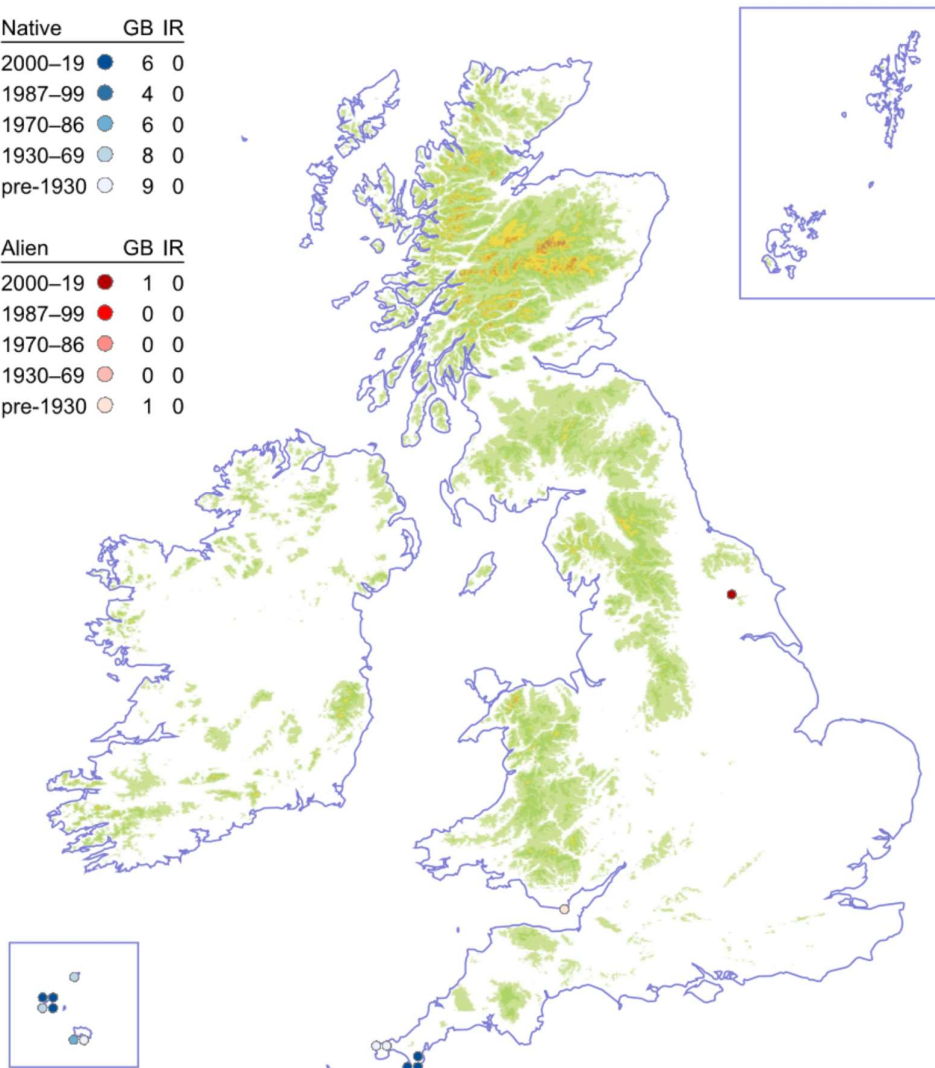 Native GB IR
2000–19 6 0
1987–99 4 0
1970–86 6 0
1930–69 8 0
pre-1930 9 0
Alien GB IR
2000–19 1 0
1987–99 0 0
1970–86 0 0
1930–69 0 0
pre-1930 1 0